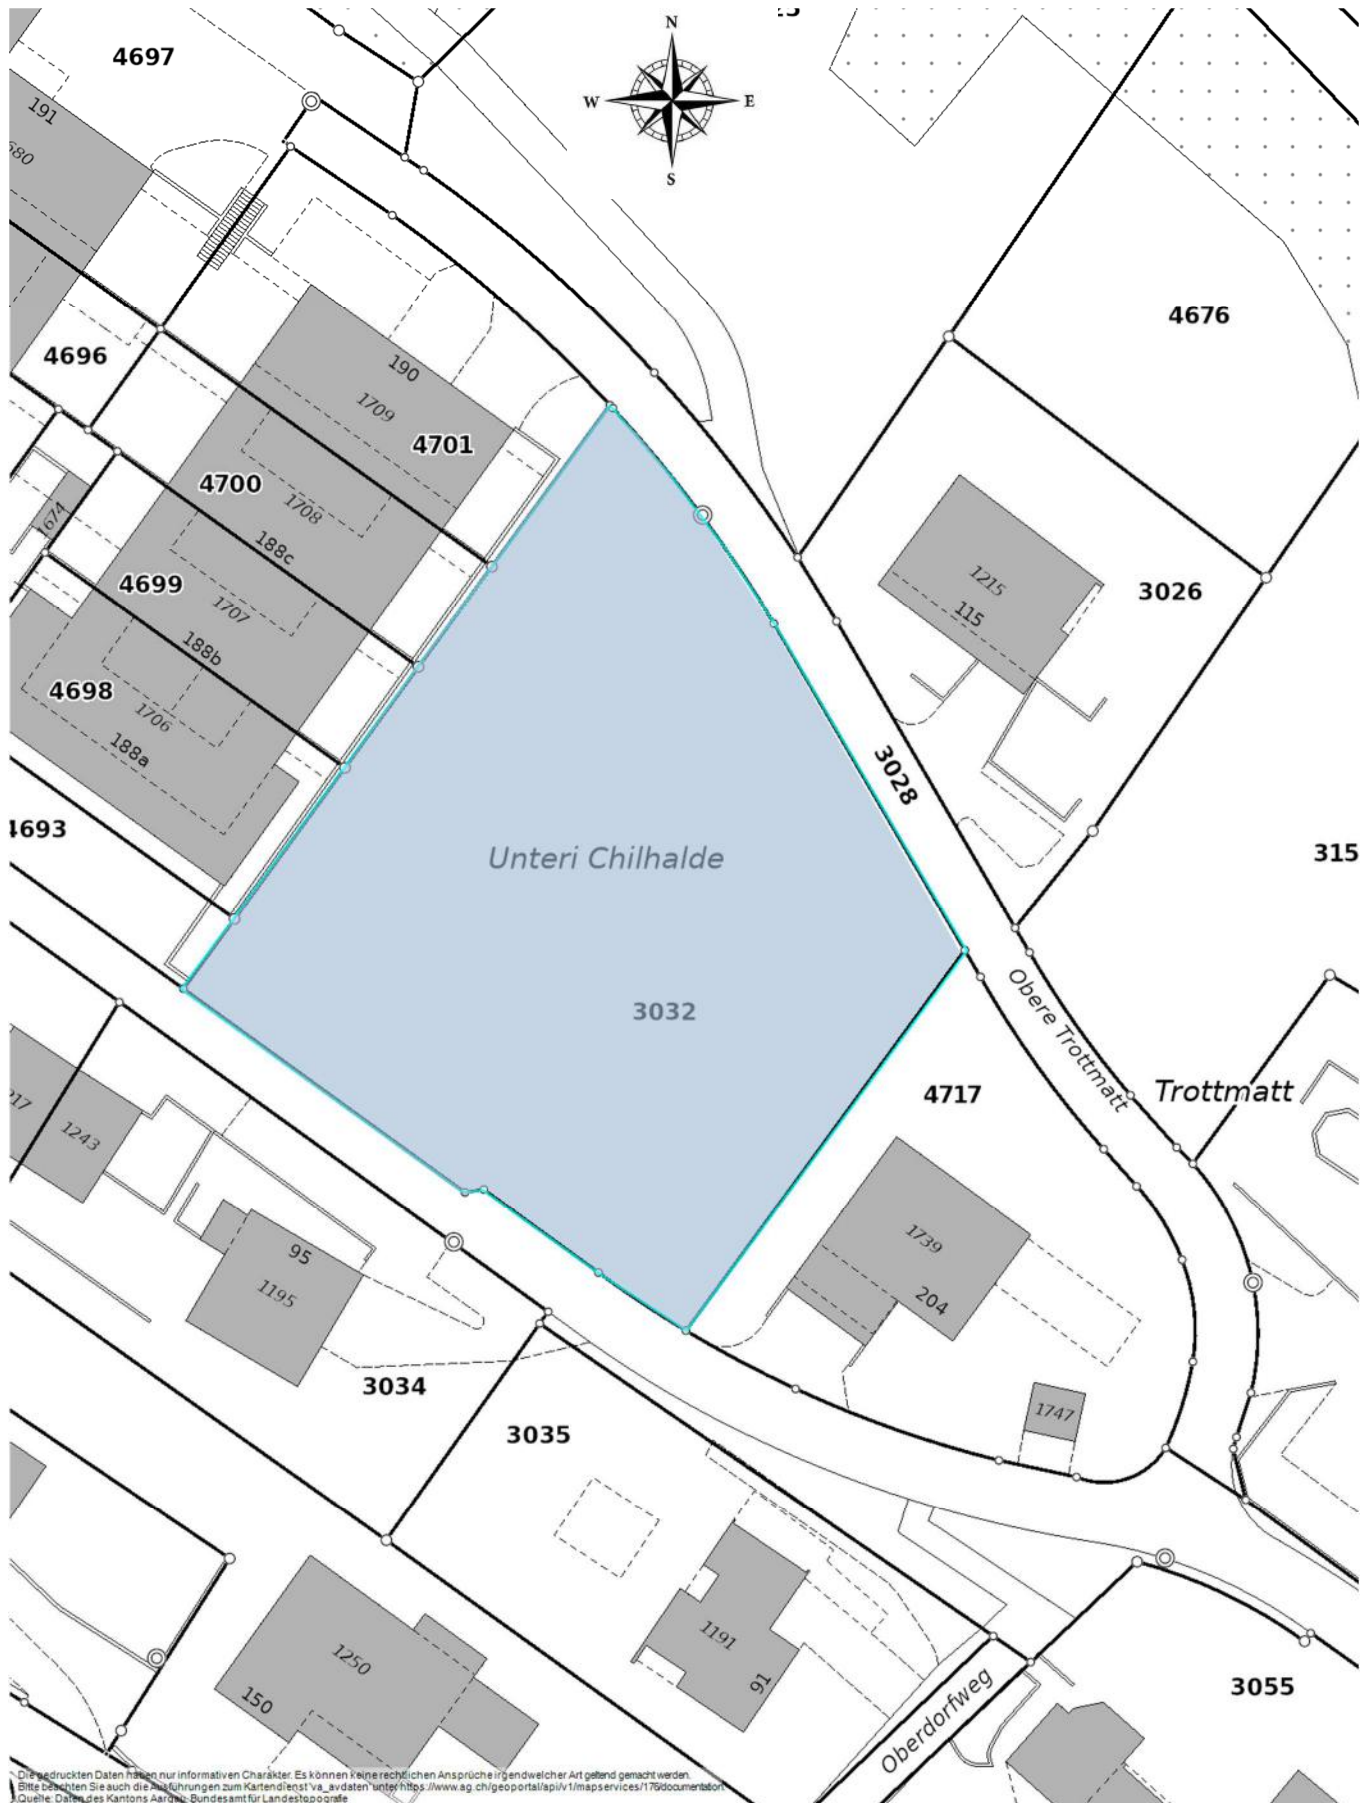 4697
N
W
E
S
191
4676
4696
190
1709
4701
4700
1708
188c
1674
4699
1707
188b
4698
1706
188a
1215
115
3026
3028
4693
315
Unteri Chilhalde
3032
Obere Trottmatt
Trottmatt
4717
1243
95
1195
1739
204
3034
1747
3035
1191
91
1250
150
3055
Oberdorfweg
Die gedruckten Daten haben nur informativen Charakter. Es können keine rechtlichen Ansprüche irgendwelcher Art geltend gemacht werden.
Bitte beachten Sie auch die Ausführungen zum Kartendienst 'va_avdaten' unter https://www.ag.ch/geoportal/api/v1/mapservices/176/documentation
Quelle: Daten des Kantons Aargau, Bundesamt für Landestopografie